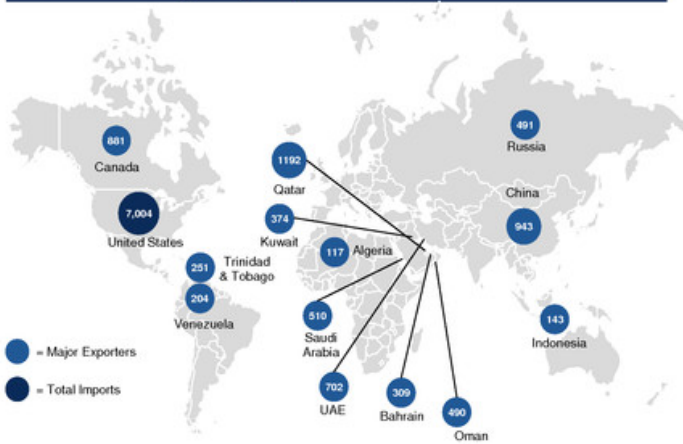 881
Canada
7,004
United States
251
Trinidad
& Tobago
204
Venezuela
1192
Qatar
374
Kuwait
117
Algeria
510
Saudi
Arabia
702
UAE
309
Bahrain
490
Oman
491
Russia
China
943
143
Indonesia
= Major Exporters
= Total Imports